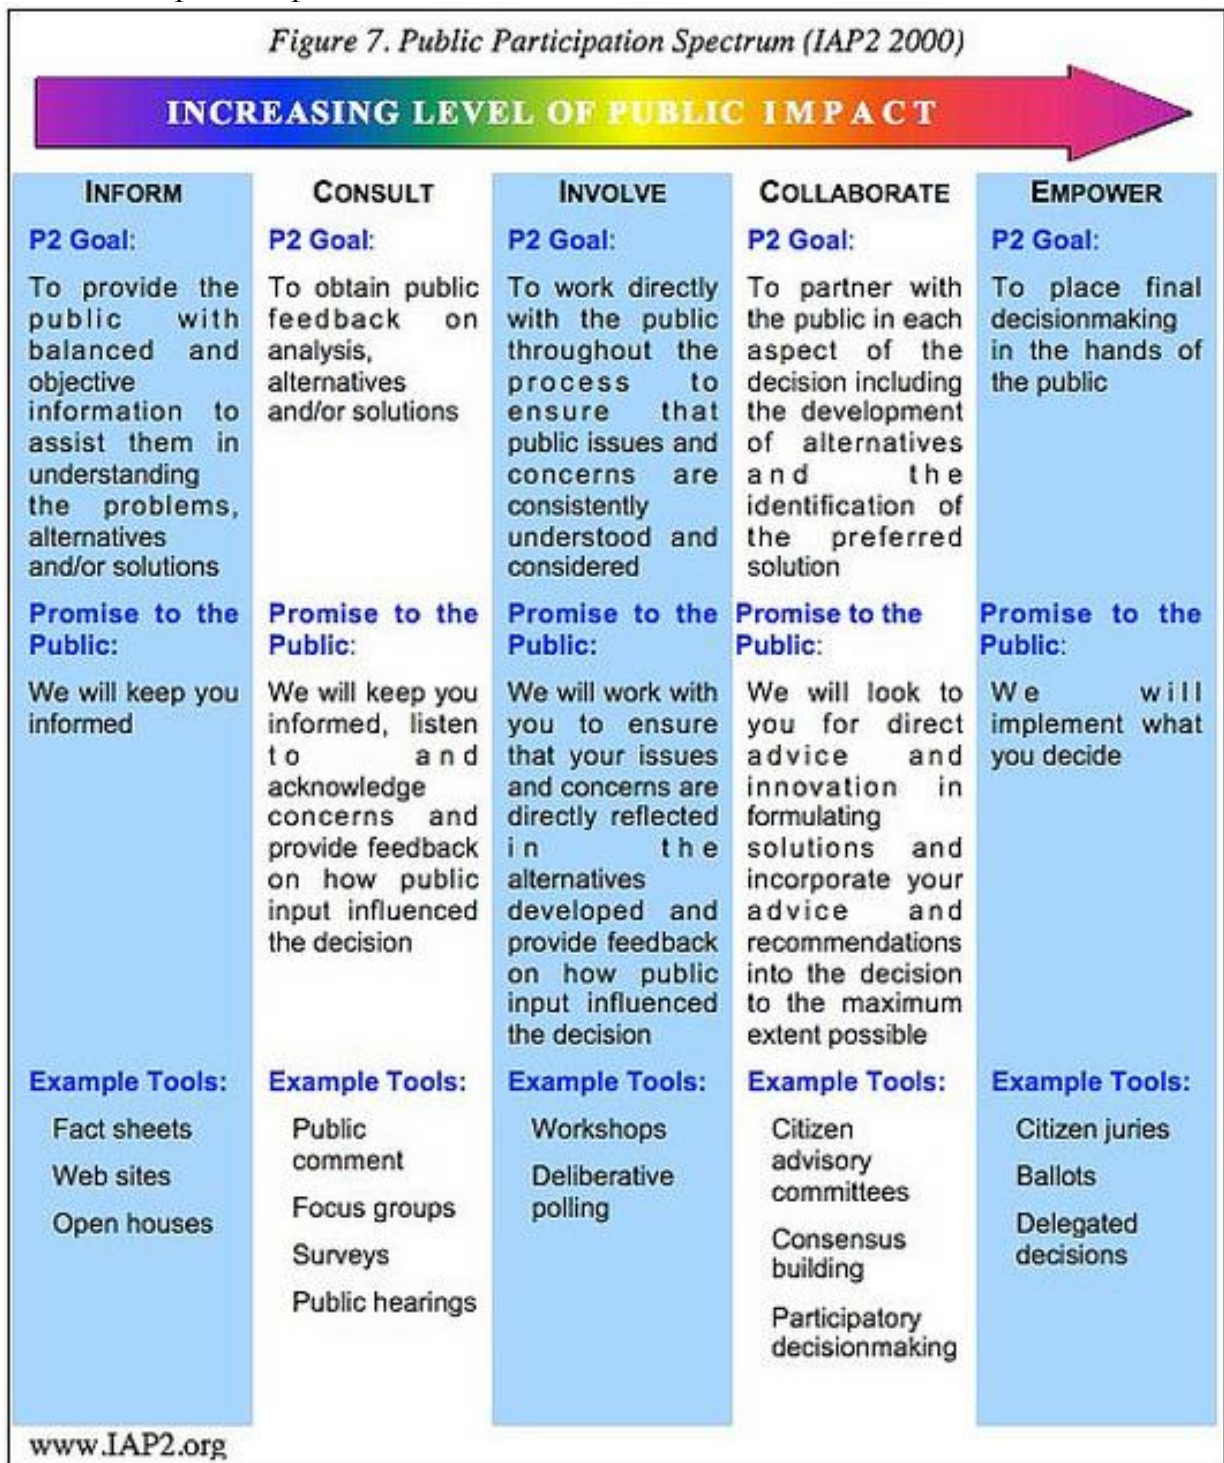 Figure 7. Public Participation Spectrum (IAP2 2000)
INCREASING LEVEL OF PUBLIC IMPACT
INFORM
P2 Goal:
To provide the
public with
balanced and
objective
information to
assist them in
understanding
the problems,
alternatives
and/or solutions
Promise to the
Public:
We will keep you
informed
Example Tools:
Fact sheets
Web sites
Open houses
CONSULT
P2 Goal:
To obtain public
feedback on
analysis,
alternatives
and/or solutions
Promise to the
Public:
We will keep you
informed, listen
to and
acknowledge
concerns and
provide feedback
on how public
input influenced
the decision
Example Tools:
Public
comment
Focus groups
Surveys
Public hearings
INVOLVE
P2 Goal:
To work directly
with the public
throughout the
process to
ensure that
public issues and
concerns are
consistently
understood and
considered
Promise to the
Public:
We will work with
you to ensure
that your issues
and concerns are
directly reflected
in the
alternatives
developed and
provide feedback
on how public
input influenced
the decision
Example Tools:
Workshops
Deliberative
polling
COLLABORATE
P2 Goal:
To partner with
the public in each
aspect of the
decision including
the development
of alternatives
and the
identification of
the preferred
solution
Promise to the
Public:
We will look to
you for direct
advice and
innovation in
formulating
solutions and
incorporate your
advice and
recommendations
into the decision
to the maximum
extent possible
Example Tools:
Citizen
advisory
committees
Consensus
building
Participatory
decisionmaking
EMPOWER
P2 Goal:
To place final
decisionmaking
in the hands of
the public
Promise to the
Public:
We will
implement what
you decide
Example Tools:
Citizen juries
Ballots
Delegated
decisions
www.IAP2.org